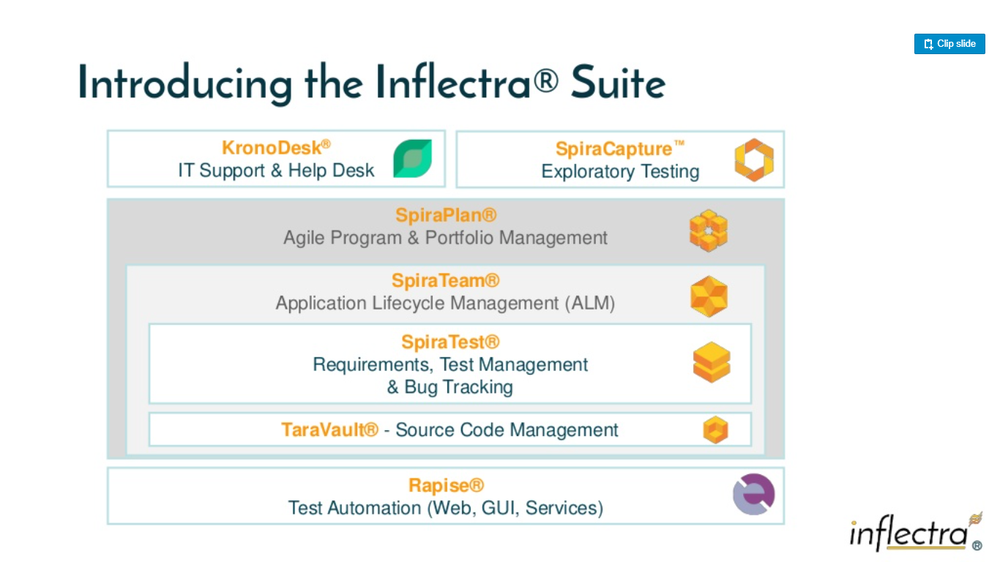 Clip slide
Introducing the Inflectra® Suite
KronoDesk®
IT Support & Help Desk
SpiraCapture™
Exploratory Testing
SpiraPlan®
Agile Program & Portfolio Management
SpiraTeam®
Application Lifecycle Management (ALM)
SpiraTest®
Requirements, Test Management
& Bug Tracking
TaraVault® - Source Code Management
Rapise®
Test Automation (Web, GUI, Services)
inflectra®